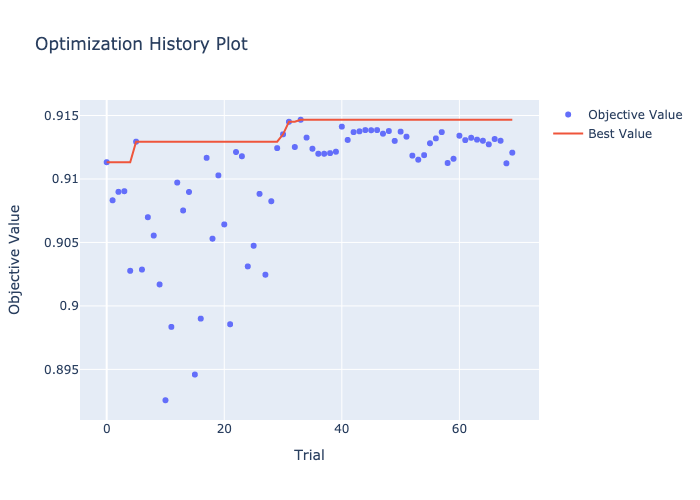 Optimization History Plot
Objective Value
Best Value
0.915
0.91
0.905
0.9
0.895
Objective Value
0
20
40
60
Trial